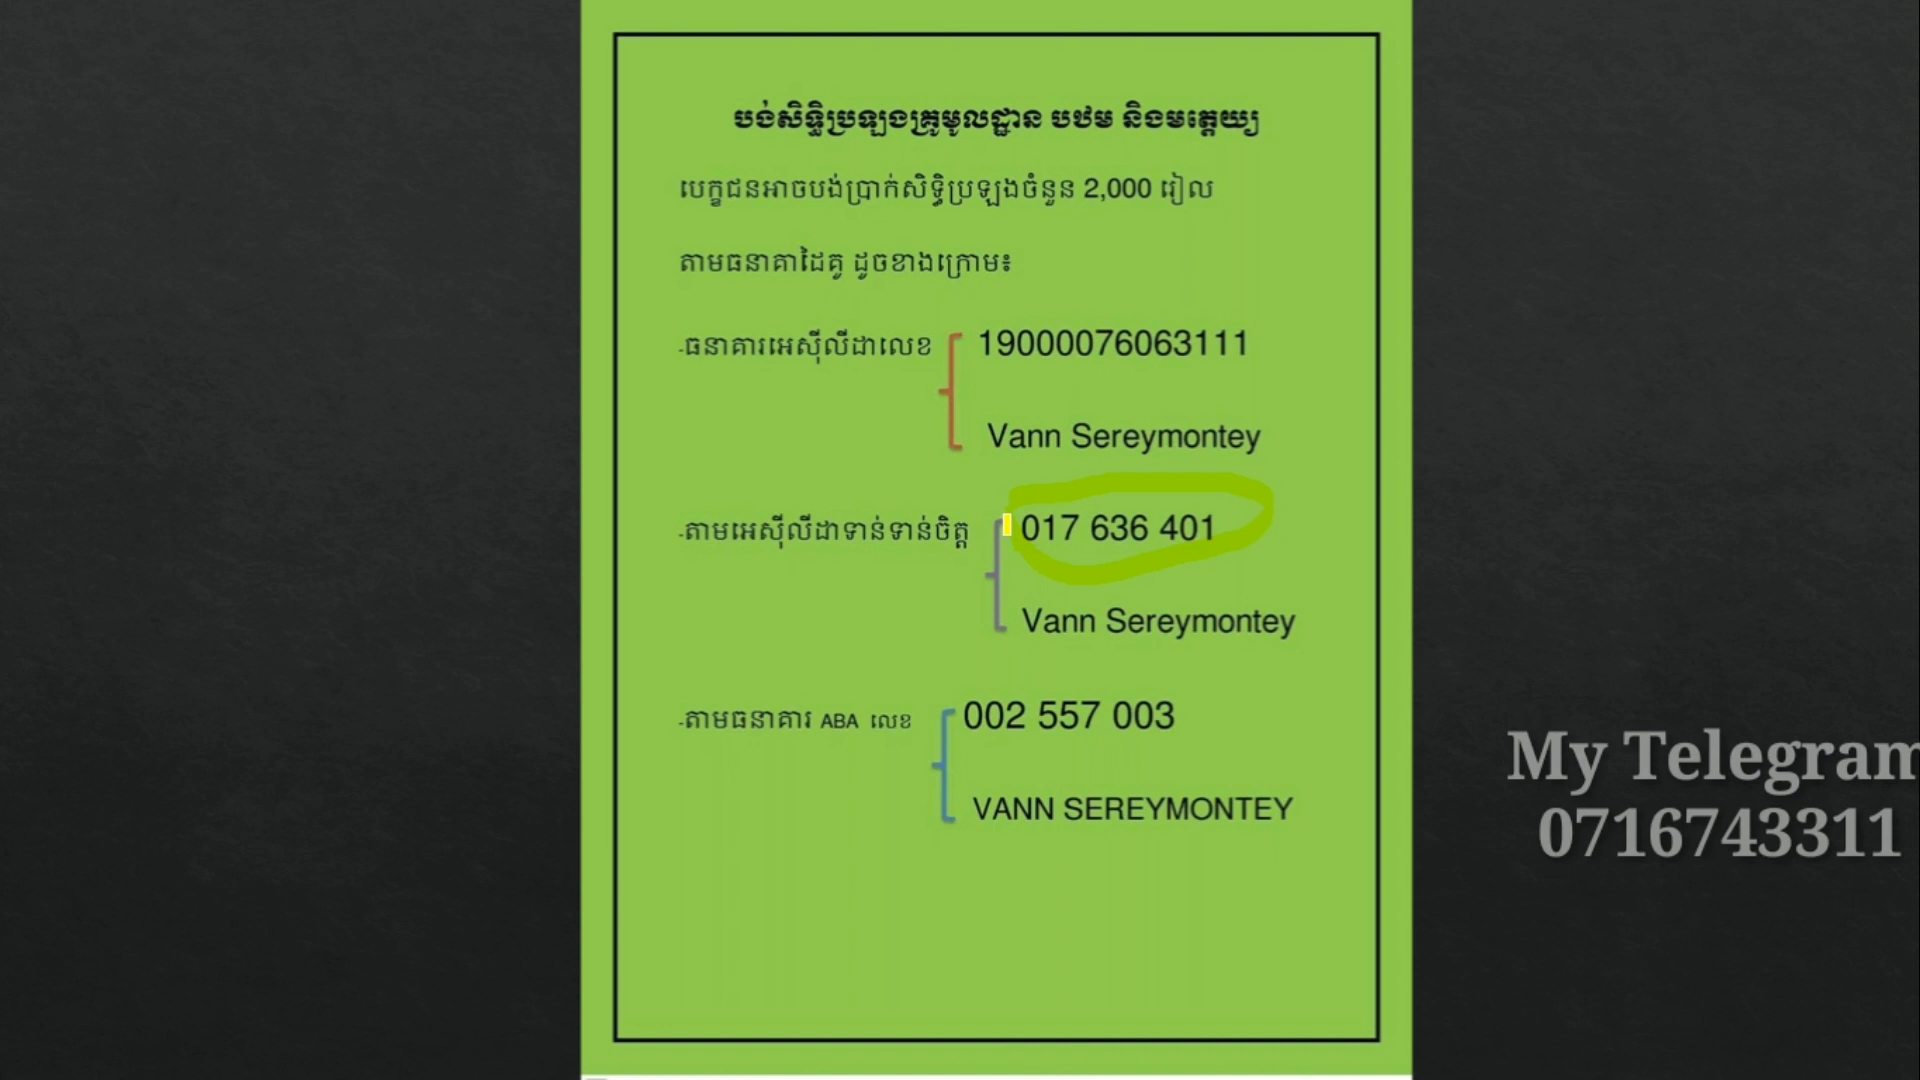 បង់សិទ្ធិប្រឡងគ្រូមូលដ្ឋាន បឋម និងមត្តេយ្យ
បេក្ខជនអាចបង់ប្រាក់សិទ្ធិប្រឡងចំនួន 2,000 រៀល
តាមធនាគាដៃគូ ដូចខាងក្រោម៖
-ធនាគារអេស៊ីលីដាលេខ 19000076063111
Vann Sereymontey
-តាមអេស៊ីលីដាទាន់ទាន់ចិត្ត 017 636 401
Vann Sereymontey
-តាមធនាគារ ABA លេខ 002 557 003
VANN SEREYMONTEY
My Telegram
0716743311